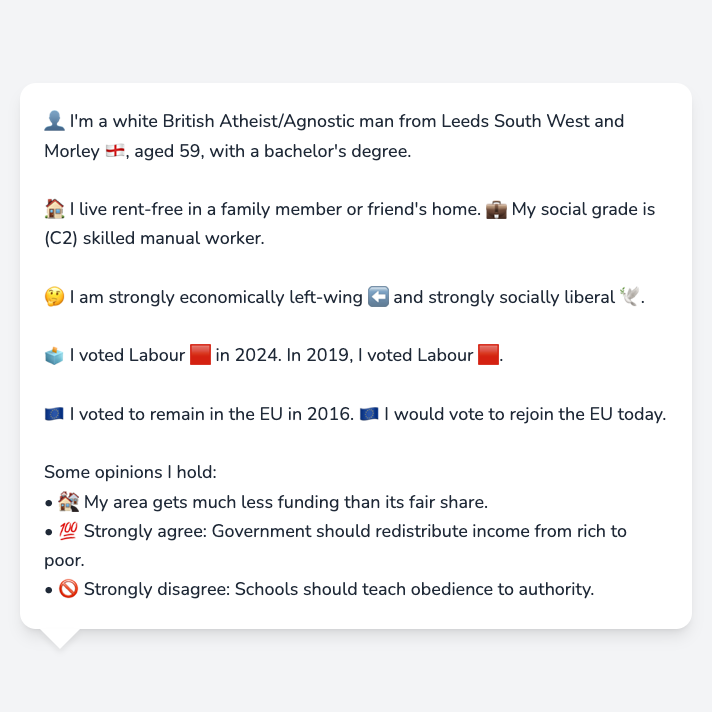 👤 I'm a white British Atheist/Agnostic man from Leeds South West and
Morley 🏴󠁧󠁢󠁥󠁮󠁧󠁿, aged 59, with a bachelor's degree.
🏠 I live rent-free in a family member or friend's home. 💼 My social grade is
(C2) skilled manual worker.
🤔 I am strongly economically left-wing ⬅️ and strongly socially liberal 🕊️.
🗳️ I voted Labour 🟥 in 2024. In 2019, I voted Labour 🟥.
🇪🇺 I voted to remain in the EU in 2016. 🇪🇺 I would vote to rejoin the EU today.
Some opinions I hold:
• 🏚️ My area gets much less funding than its fair share.
• 💯 Strongly agree: Government should redistribute income from rich to
poor.
• 🚫 Strongly disagree: Schools should teach obedience to authority.